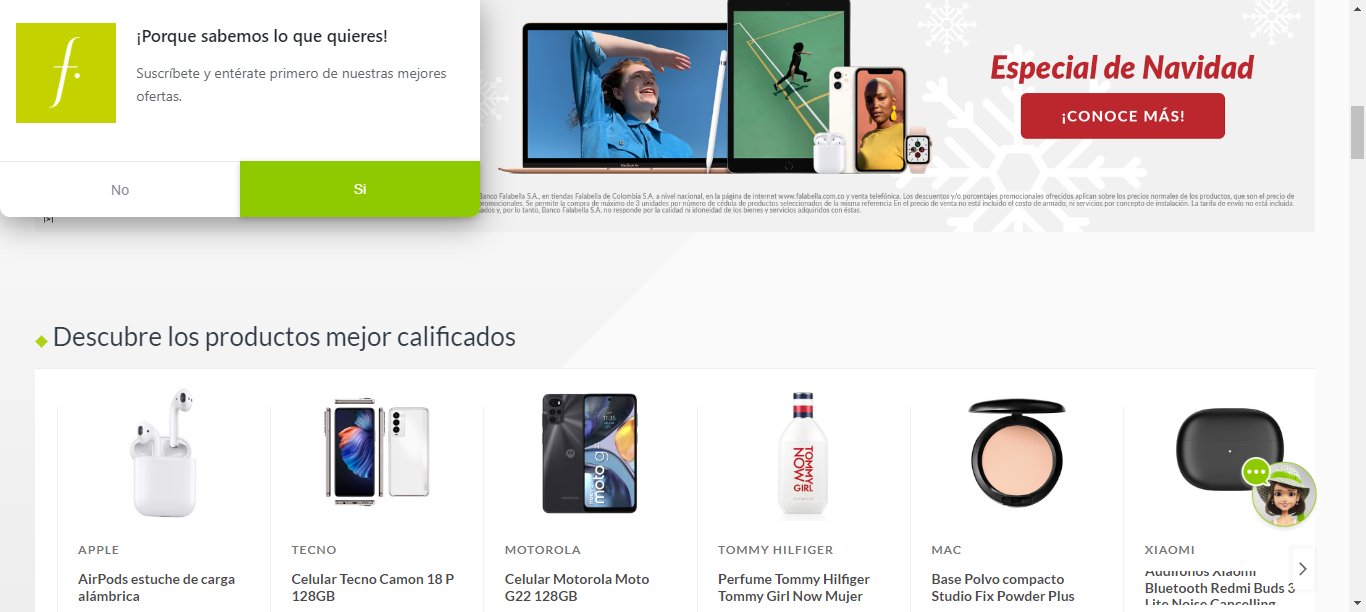 ¡Porque sabemos lo que quieres!
Suscríbete y entérate primero de nuestras mejores
ofertas.
No
Si
Especial de Navidad
¡CONOCE MÁS!
Banco Falabella S.A., en tiendas Falabella de Colombia S.A. a nivel nacional, en la página de internet www.falabella.com.co y venta telefónica. Los descuentos y/o porcentajes promocionales ofrecidos aplican sobre los precios normales de los productos, que son el precio de
promocionales. Se permite la compra de máximo de 3 unidades por número de cédula de productos seleccionados de la misma referencia En el precio de venta no está incluido el costo de armado, ni servicios por concepto de instalación. La tarifa de envío no está incluida.
y, por lo tanto, Banco Falabella S.A. no responde por la calidad ni idoneidad de los bienes y servicios adquiridos con éstas.
Descubre los productos mejor calificados
moto g
TOMMY
NOW
GIRL
APPLE
AirPods estuche de carga
alámbrica
TECNO
Celular Tecno Camon 18 P
128GB
MOTOROLA
Celular Motorola Moto
G22 128GB
TOMMY HILFIGER
Perfume Tommy Hilfiger
Tommy Girl Now Mujer
MAC
Base Polvo compacto
Studio Fix Powder Plus
XIAOMI
Audífonos Xiaomi
Bluetooth Redmi Buds 3
Lite Noise Cancelling